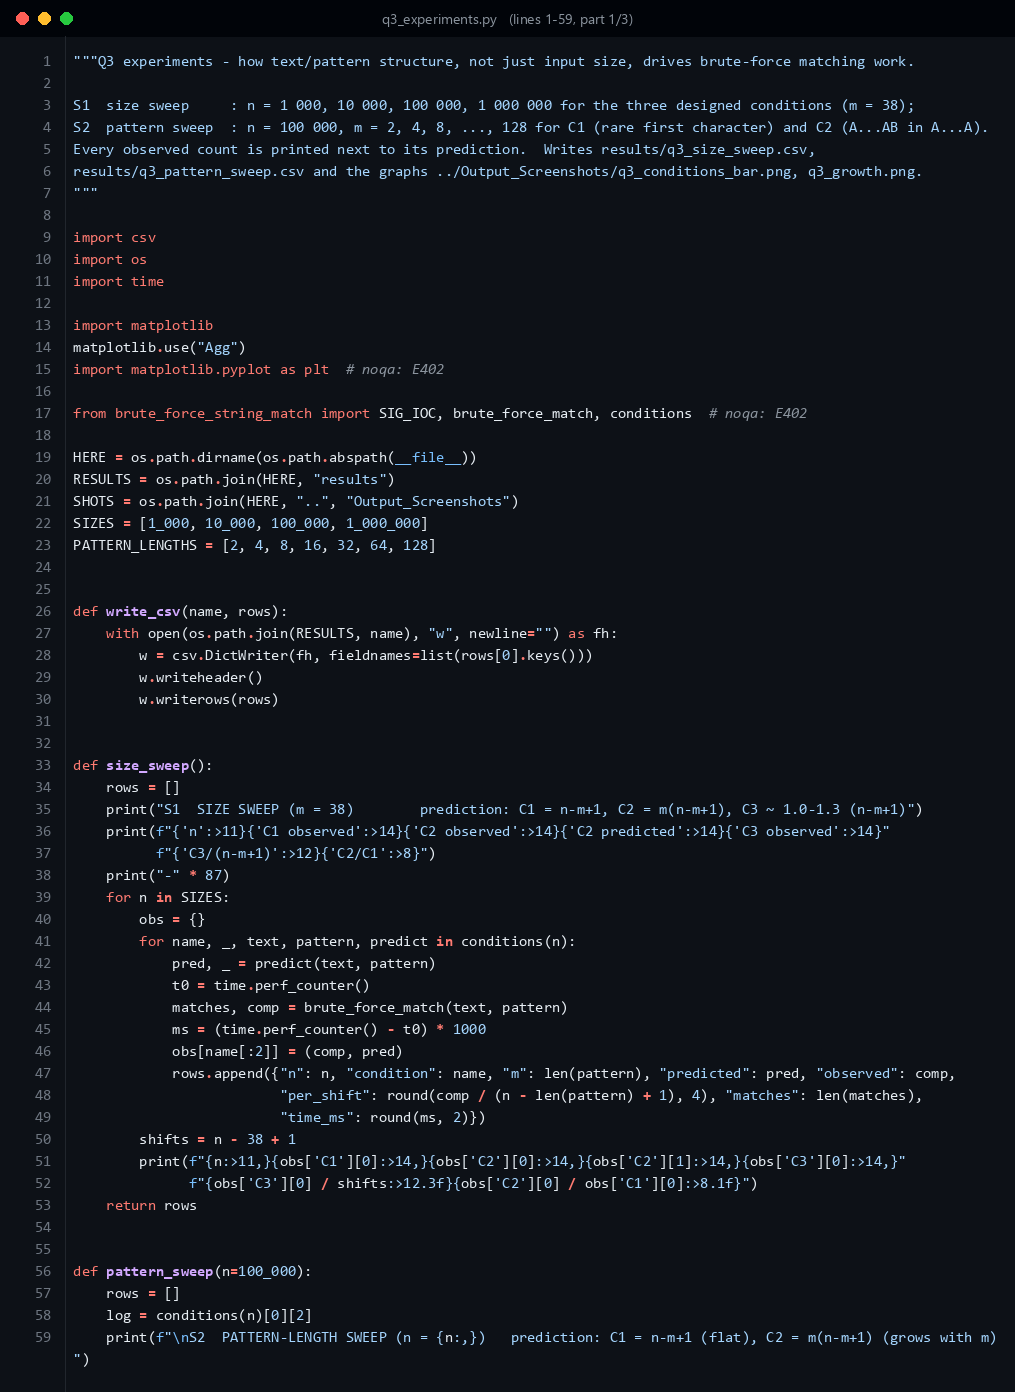 q3_experiments.py (lines 1-59, part 1/3)
1 """Q3 experiments - how text/pattern structure, not just input size, drives brute-force matching work.
2
3 S1  size sweep     : n = 1 000, 10 000, 100 000, 1 000 000 for the three designed conditions (m = 38);
4 S2  pattern sweep  : n = 100 000, m = 2, 4, 8, ..., 128 for C1 (rare first character) and C2 (A...AB in A...A).
5 Every observed count is printed next to its prediction.  Writes results/q3_size_sweep.csv,
6 results/q3_pattern_sweep.csv and the graphs ../Output_Screenshots/q3_conditions_bar.png, q3_growth.png.
7 """
8
9 import csv
10 import os
11 import time
12
13 import matplotlib
14 matplotlib.use("Agg")
15 import matplotlib.pyplot as plt  # noqa: E402
16
17 from brute_force_string_match import SIG_IOC, brute_force_match, conditions  # noqa: E402
18
19 HERE = os.path.dirname(os.path.abspath(__file__))
20 RESULTS = os.path.join(HERE, "results")
21 SHOTS = os.path.join(HERE, "..", "Output_Screenshots")
22 SIZES = [1_000, 10_000, 100_000, 1_000_000]
23 PATTERN_LENGTHS = [2, 4, 8, 16, 32, 64, 128]
24
25
26 def write_csv(name, rows):
27     with open(os.path.join(RESULTS, name), "w", newline="") as fh:
28         w = csv.DictWriter(fh, fieldnames=list(rows[0].keys()))
29         w.writeheader()
30         w.writerows(rows)
31
32
33 def size_sweep():
34     rows = []
35     print("S1  SIZE SWEEP (m = 38)        prediction: C1 = n-m+1, C2 = m(n-m+1), C3 ~ 1.0-1.3 (n-m+1)")
36     print(f"{'n':>11}{'C1 observed':>14}{'C2 observed':>14}{'C2 predicted':>14}{'C3 observed':>14}"
37           f"{'C3/(n-m+1)':>12}{'C2/C1':>8}")
38     print("-" * 87)
39     for n in SIZES:
40         obs = {}
41         for name, _, text, pattern, predict in conditions(n):
42             pred, _ = predict(text, pattern)
43             t0 = time.perf_counter()
44             matches, comp = brute_force_match(text, pattern)
45             ms = (time.perf_counter() - t0) * 1000
46             obs[name[:2]] = (comp, pred)
47             rows.append({"n": n, "condition": name, "m": len(pattern), "predicted": pred, "observed": comp,
48                          "per_shift": round(comp / (n - len(pattern) + 1), 4), "matches": len(matches),
49                          "time_ms": round(ms, 2)})
50         shifts = n - 38 + 1
51         print(f"{n:>11,}{obs['C1'][0]:>14,}{obs['C2'][0]:>14,}{obs['C2'][1]:>14,}{obs['C3'][0]:>14,}"
52               f"{obs['C3'][0] / shifts:>12.3f}{obs['C2'][0] / obs['C1'][0]:>8.1f}")
53     return rows
54
55
56 def pattern_sweep(n=100_000):
57     rows = []
58     log = conditions(n)[0][2]
59     print(f"\nS2  PATTERN-LENGTH SWEEP (n = {n:,})   prediction: C1 = n-m+1 (flat), C2 = m(n-m+1) (grows with m)
")